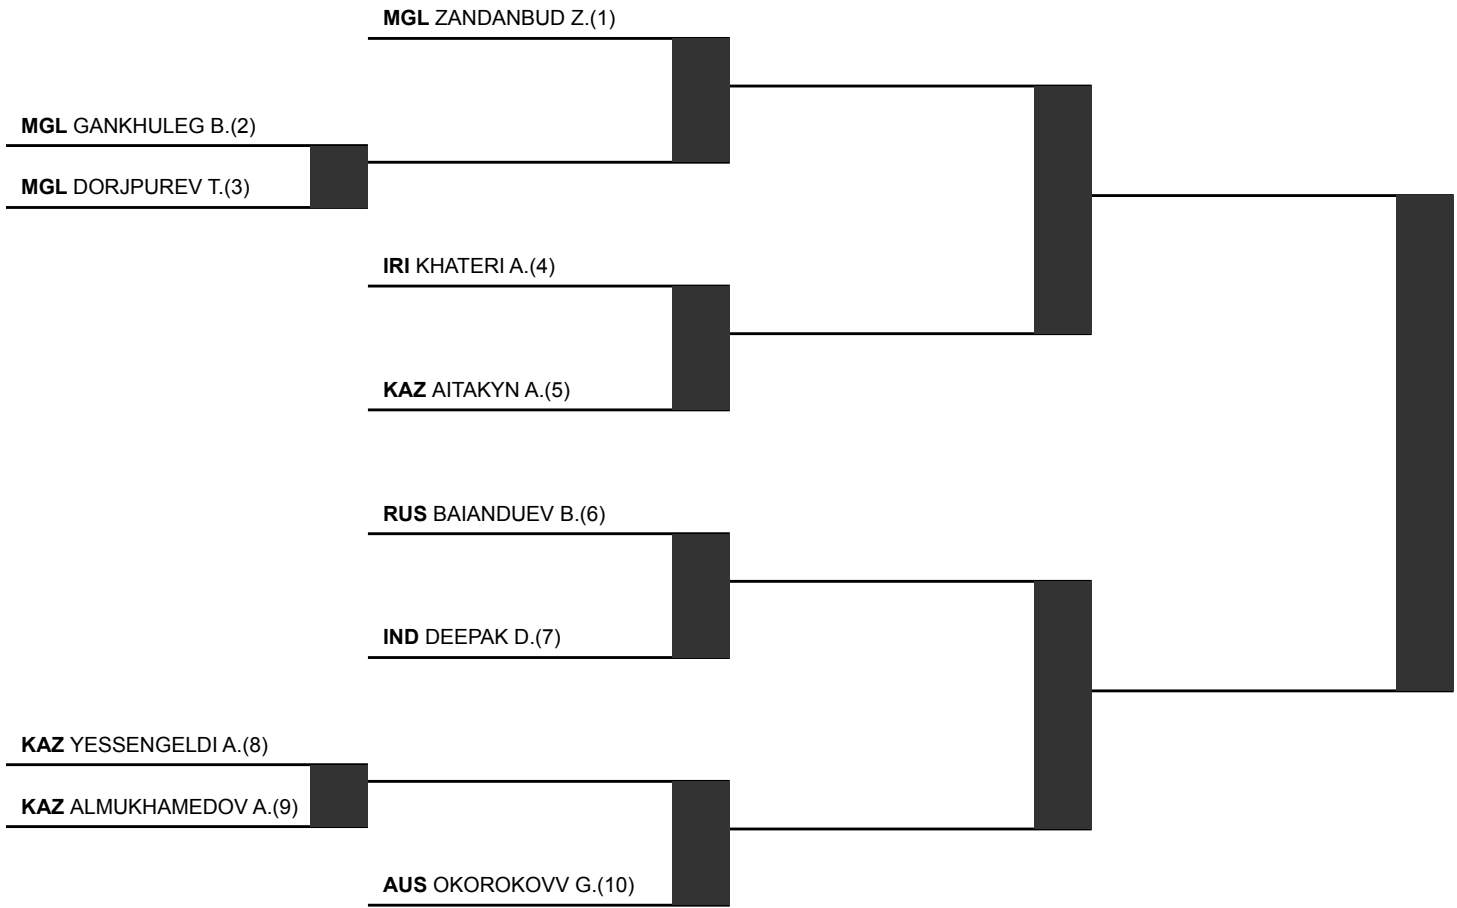 MGL ZANDANBUD Z.(1)
MGL GANKHULEG B.(2)
MGL DORJPUREV T.(3)
IRI KHATERI A.(4)
KAZ AITAKYN A.(5)
RUS BAIANDUEV B.(6)
IND DEEPAK D.(7)
KAZ YESSENGELDI A.(8)
KAZ ALMUKHAMEDOV A.(9)
AUS OKOROKOVV G.(10)